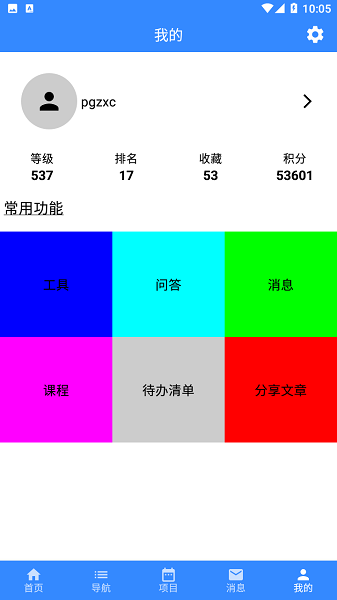 10:05
我的
pgzxc
等级 排名 收藏 积分
537 17 53 53601
常用功能
工具 问答 消息
课程 待办清单 分享文章
首页 导航 项目 消息 我的